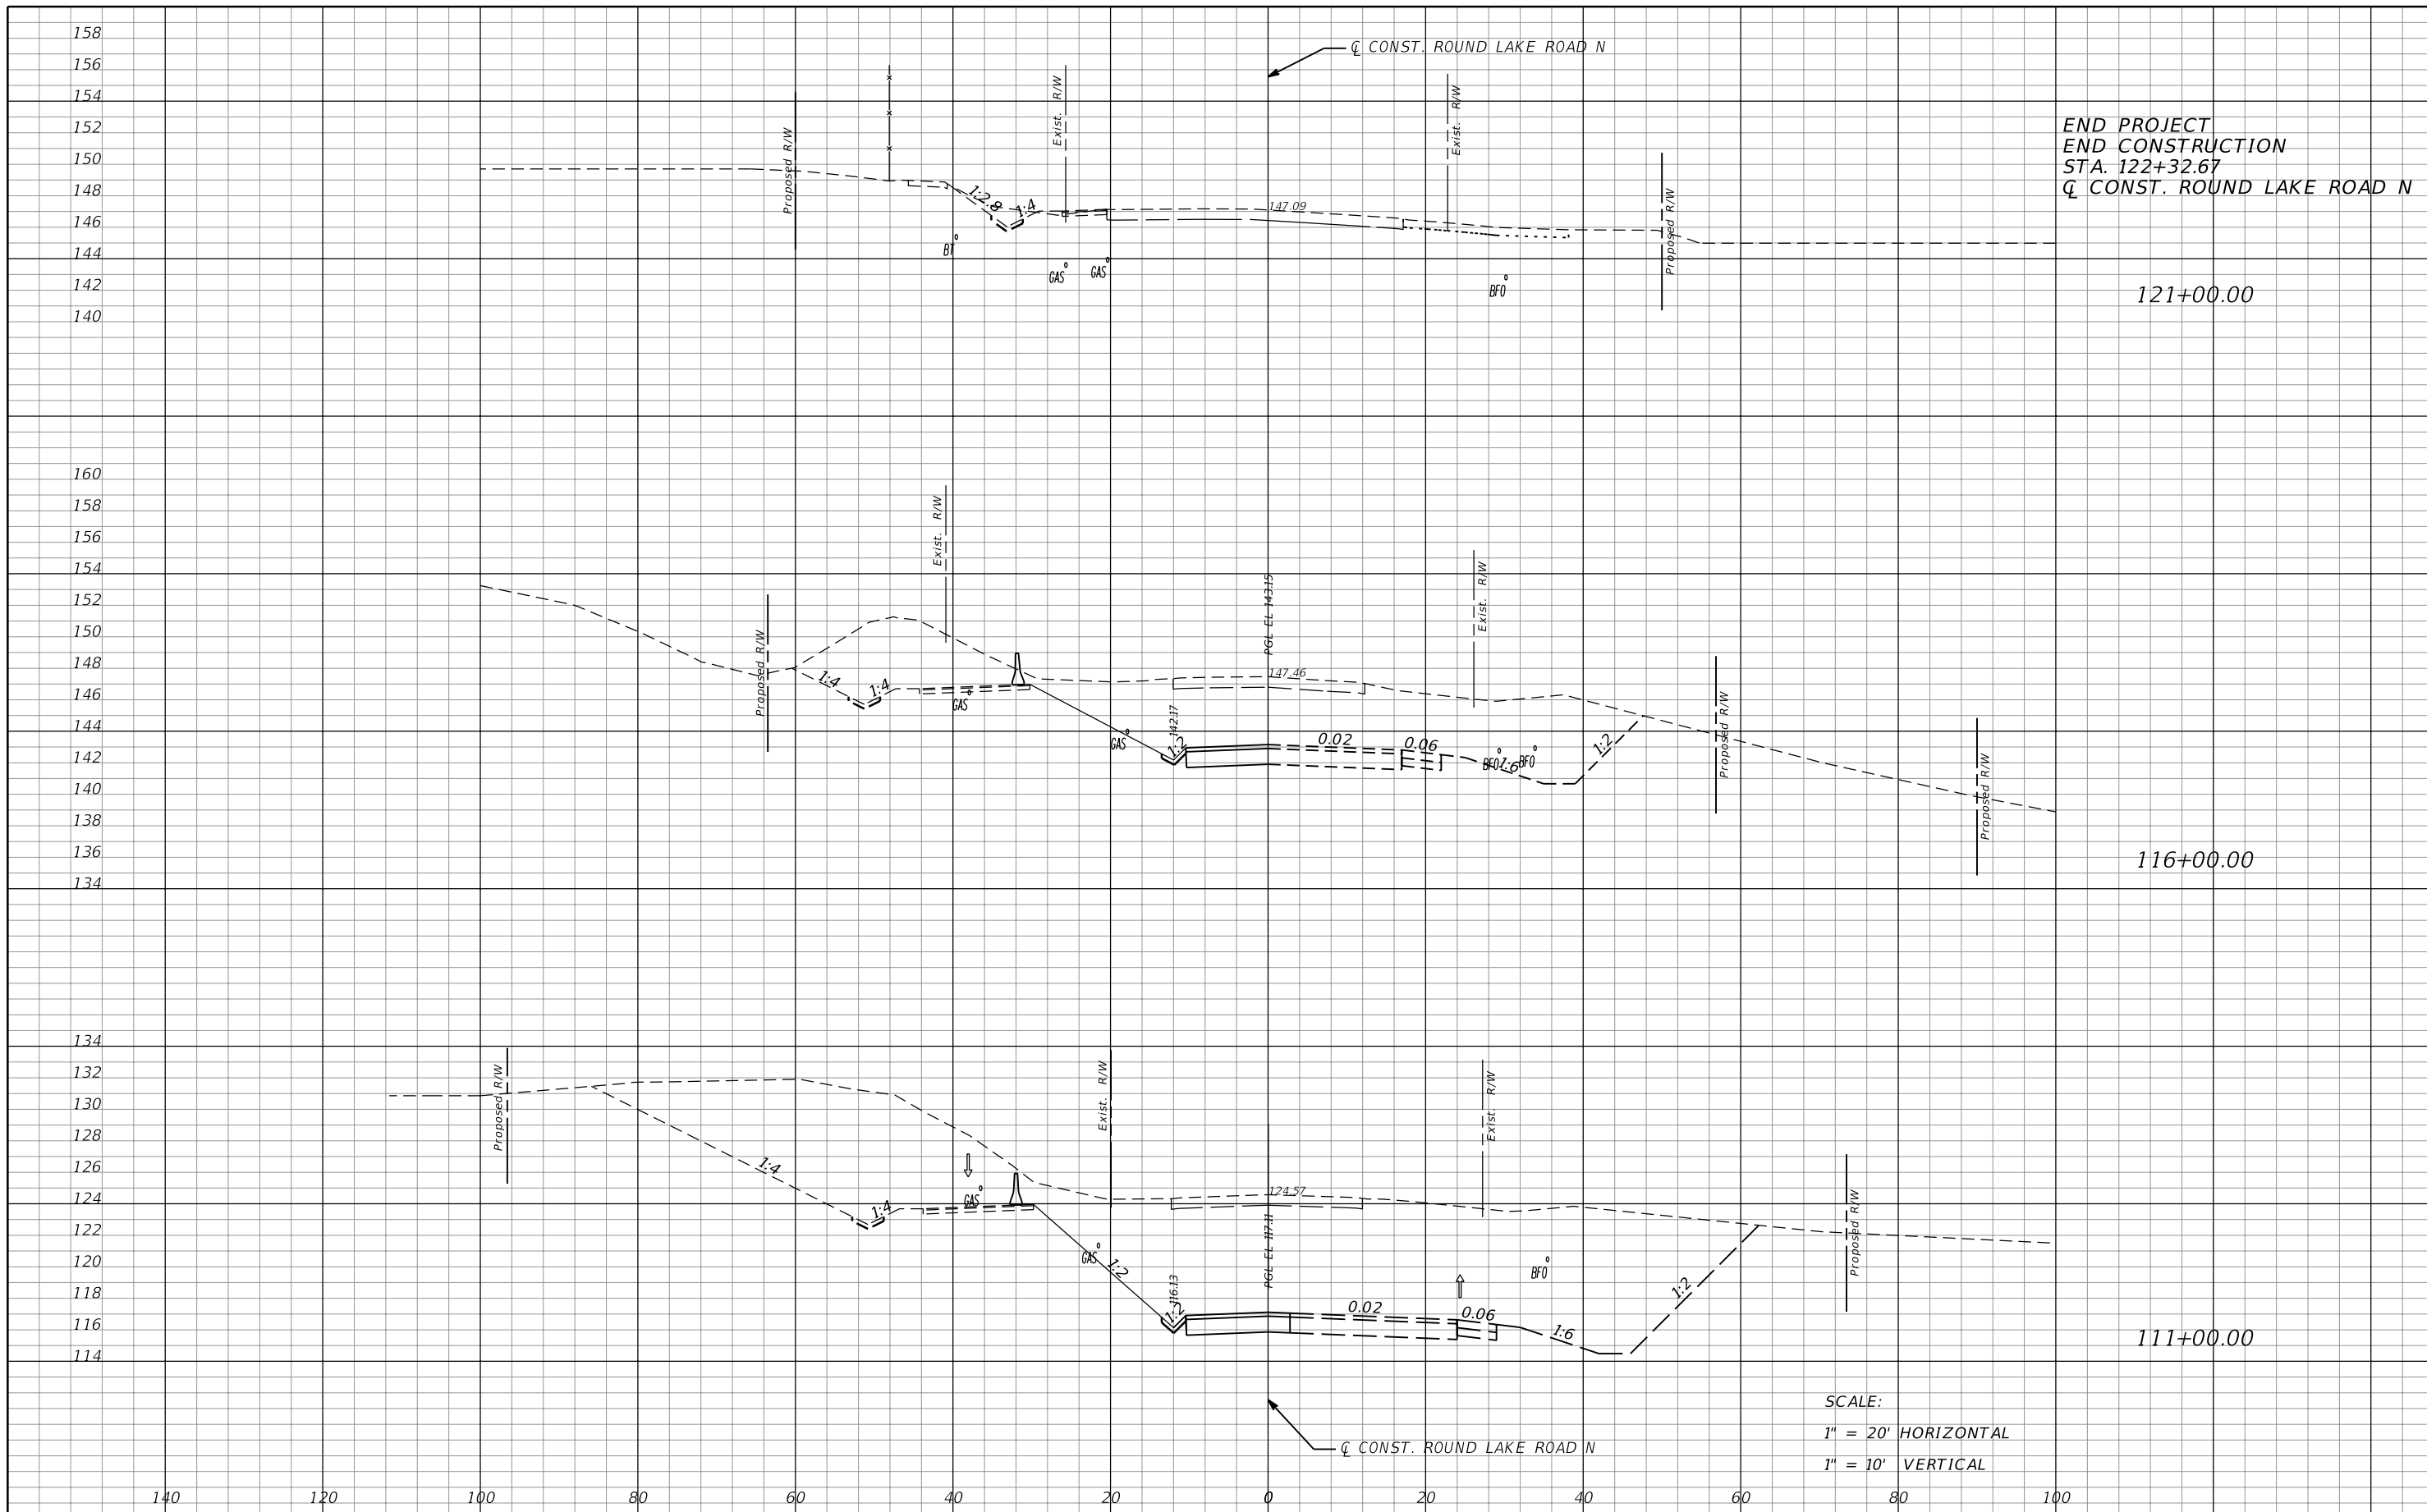 158
156
154
152
150
148
146
144
142
140
℄ CONST. ROUND LAKE ROAD N
Proposed R/W
Exist. R/W
Exist. R/W
Proposed R/W
1:2.8
1:4
147.09
BT
GAS
GAS
BFO
END PROJECT
END CONSTRUCTION
STA. 122+32.67
℄ CONST. ROUND LAKE ROAD N
121+00.00
160
158
156
154
152
150
148
146
144
142
140
138
136
134
Proposed R/W
Exist. R/W
PGL EL 143.15
Exist. R/W
Proposed R/W
Proposed R/W
1:4
1:4
147.46
GAS
GAS
142.17
1:2
0.02
0.06
BFO
1:6
BFO
1:2
116+00.00
134
132
130
128
126
124
122
120
118
116
114
Proposed R/W
Exist. R/W
Exist. R/W
Proposed R/W
1:4
1:4
GAS
124.57
PGL EL 117.11
GAS
1:2
116.13
1:2
0.02
0.06
BFO
1:6
1:2
111+00.00
℄ CONST. ROUND LAKE ROAD N
SCALE:
1" = 20' HORIZONTAL
1" = 10' VERTICAL
140 120 100 80 60 40 20 0 20 40 60 80 100